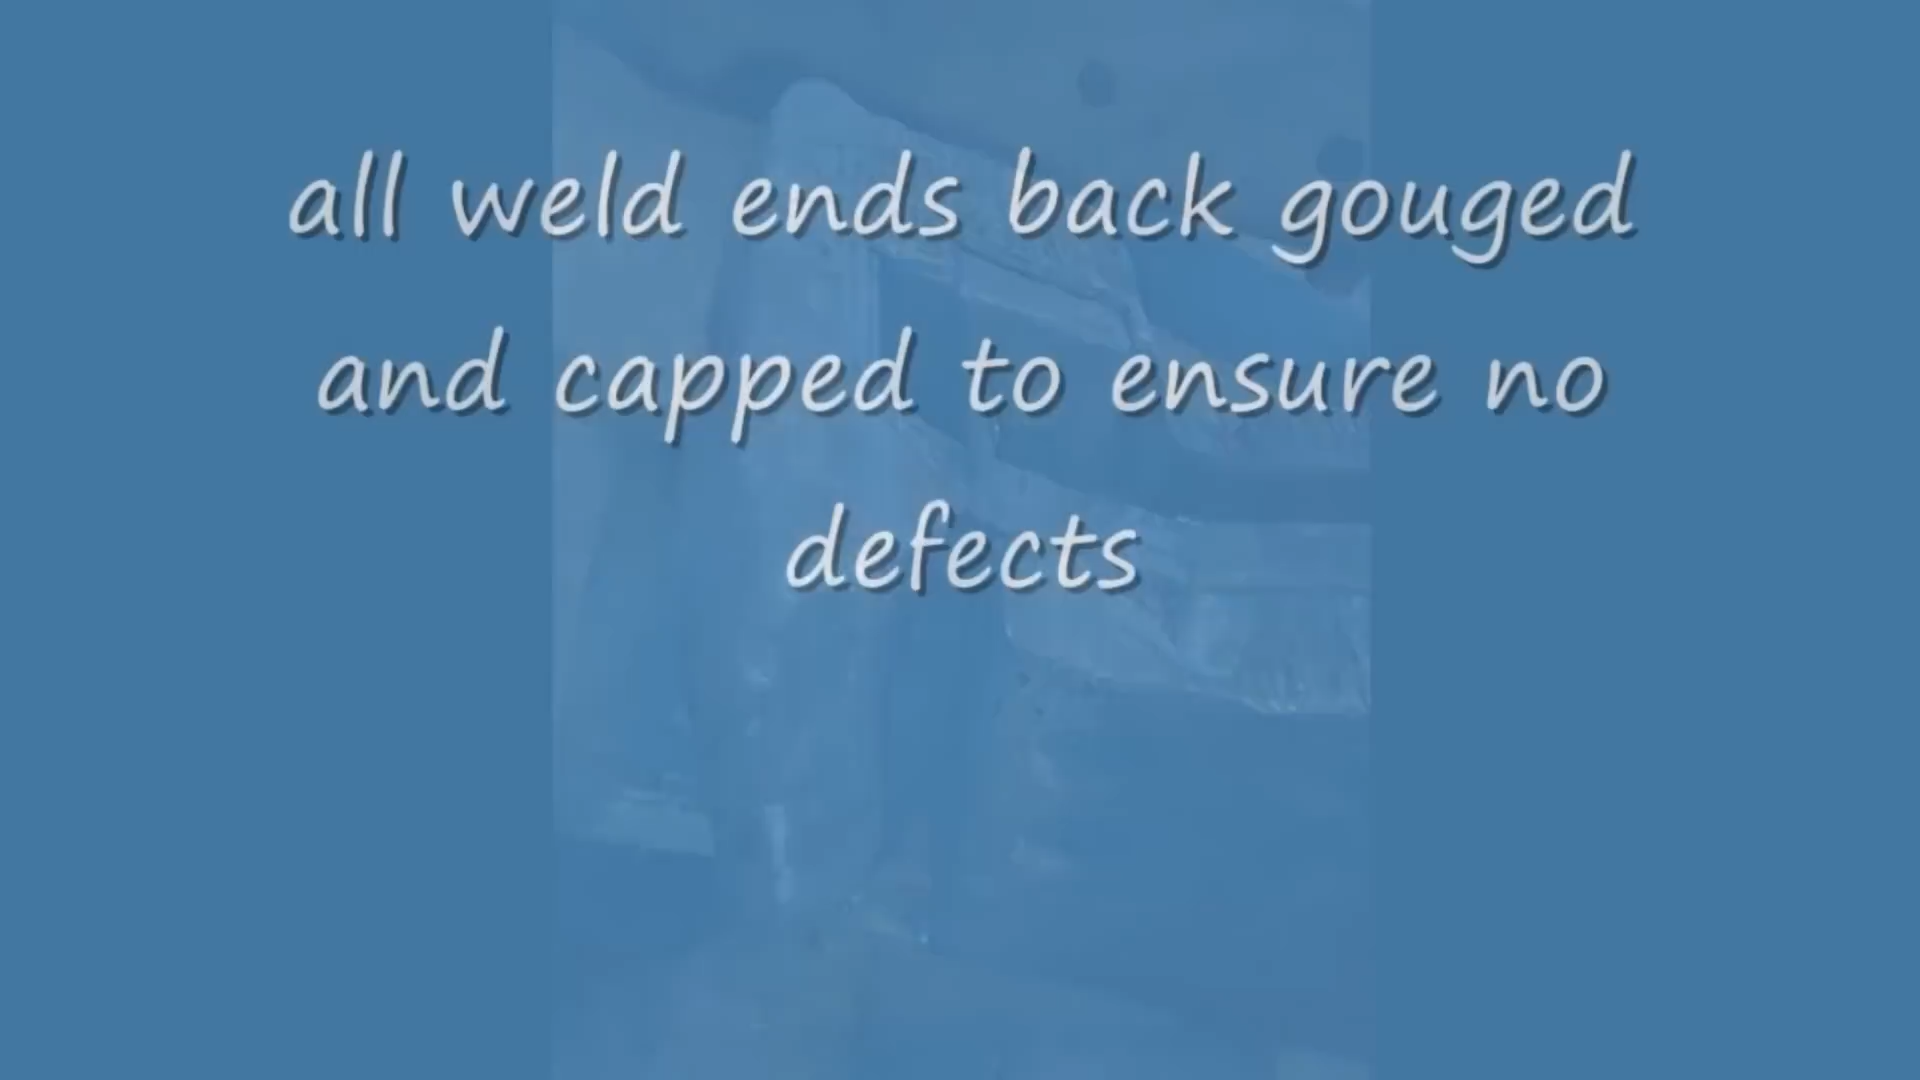 all weld ends back gouged
and capped to ensure no
defects